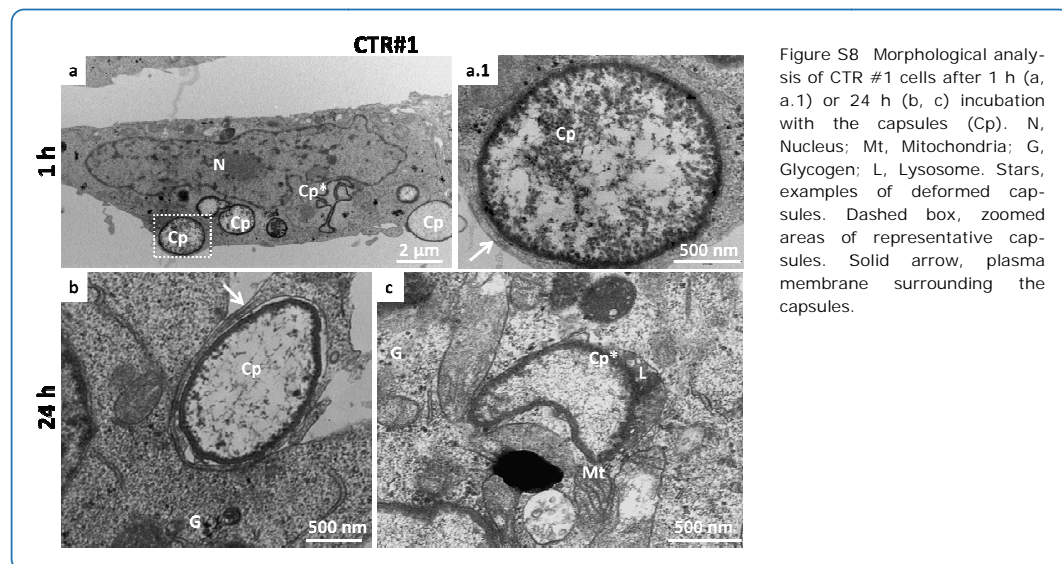 CTR#1
1 h
a
N
Cp*
Cp
Cp
Cp
2 µm
a.1
Cp
500 nm
24 h
b
Cp
G
500 nm
c
G
Cp*
L
Mt
500 nm
Figure S8 Morphological analy-
sis of CTR #1 cells after 1 h (a,
a.1) or 24 h (b, c) incubation
with the capsules (Cp). N,
Nucleus; Mt, Mitochondria; G,
Glycogen; L, Lysosome. Stars,
examples of deformed cap-
sules. Dashed box, zoomed
areas of representative cap-
sules. Solid arrow, plasma
membrane surrounding the
capsules.